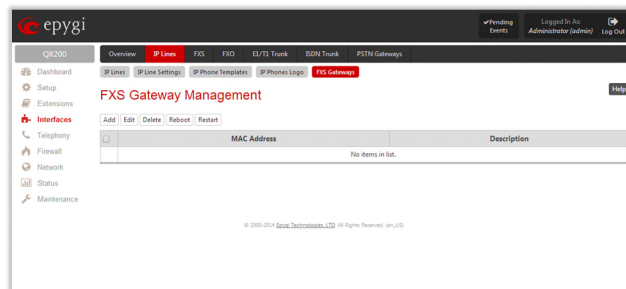 epygi
Pending Events
Logged In As:
Administrator (admin)
Log Out
QX200
Overview IP Lines FXS FXO E1/T1 Trunk ISDN Trunk PSTN Gateways
Dashboard
IP Lines IP Line Settings IP Phone Templates IP Phones Logo FXS Gateways
Setup
Help
Extensions
FXS Gateway Management
Interfaces
Add Edit Delete Reboot Restart
Telephony
MAC Address Description
Firewall
No items in list.
Network
Status
Maintenance
© 2000-2014 Epygi Technologies, LTD. All Rights Reserved. (en_US)